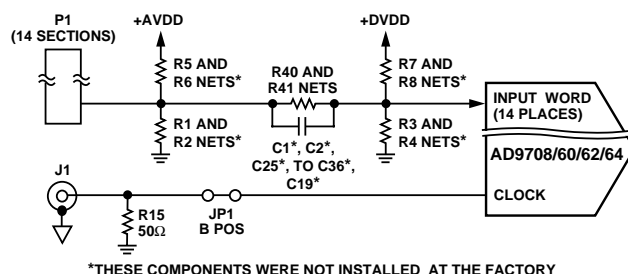 P1
(14 SECTIONS)
+AVDD
R5 AND
R6 NETS*
R1 AND
R2 NETS*
R40 AND
R41 NETS
C1*, C2*,
C25*, TO C36*,
C19*
+DVDD
R7 AND
R8 NETS*
R3 AND
R4 NETS*
INPUT WORD
(14 PLACES)
AD9708/60/62/64
CLOCK
J1
R15
50Ω
JP1
B POS
*THESE COMPONENTS WERE NOT INSTALLED AT THE FACTORY